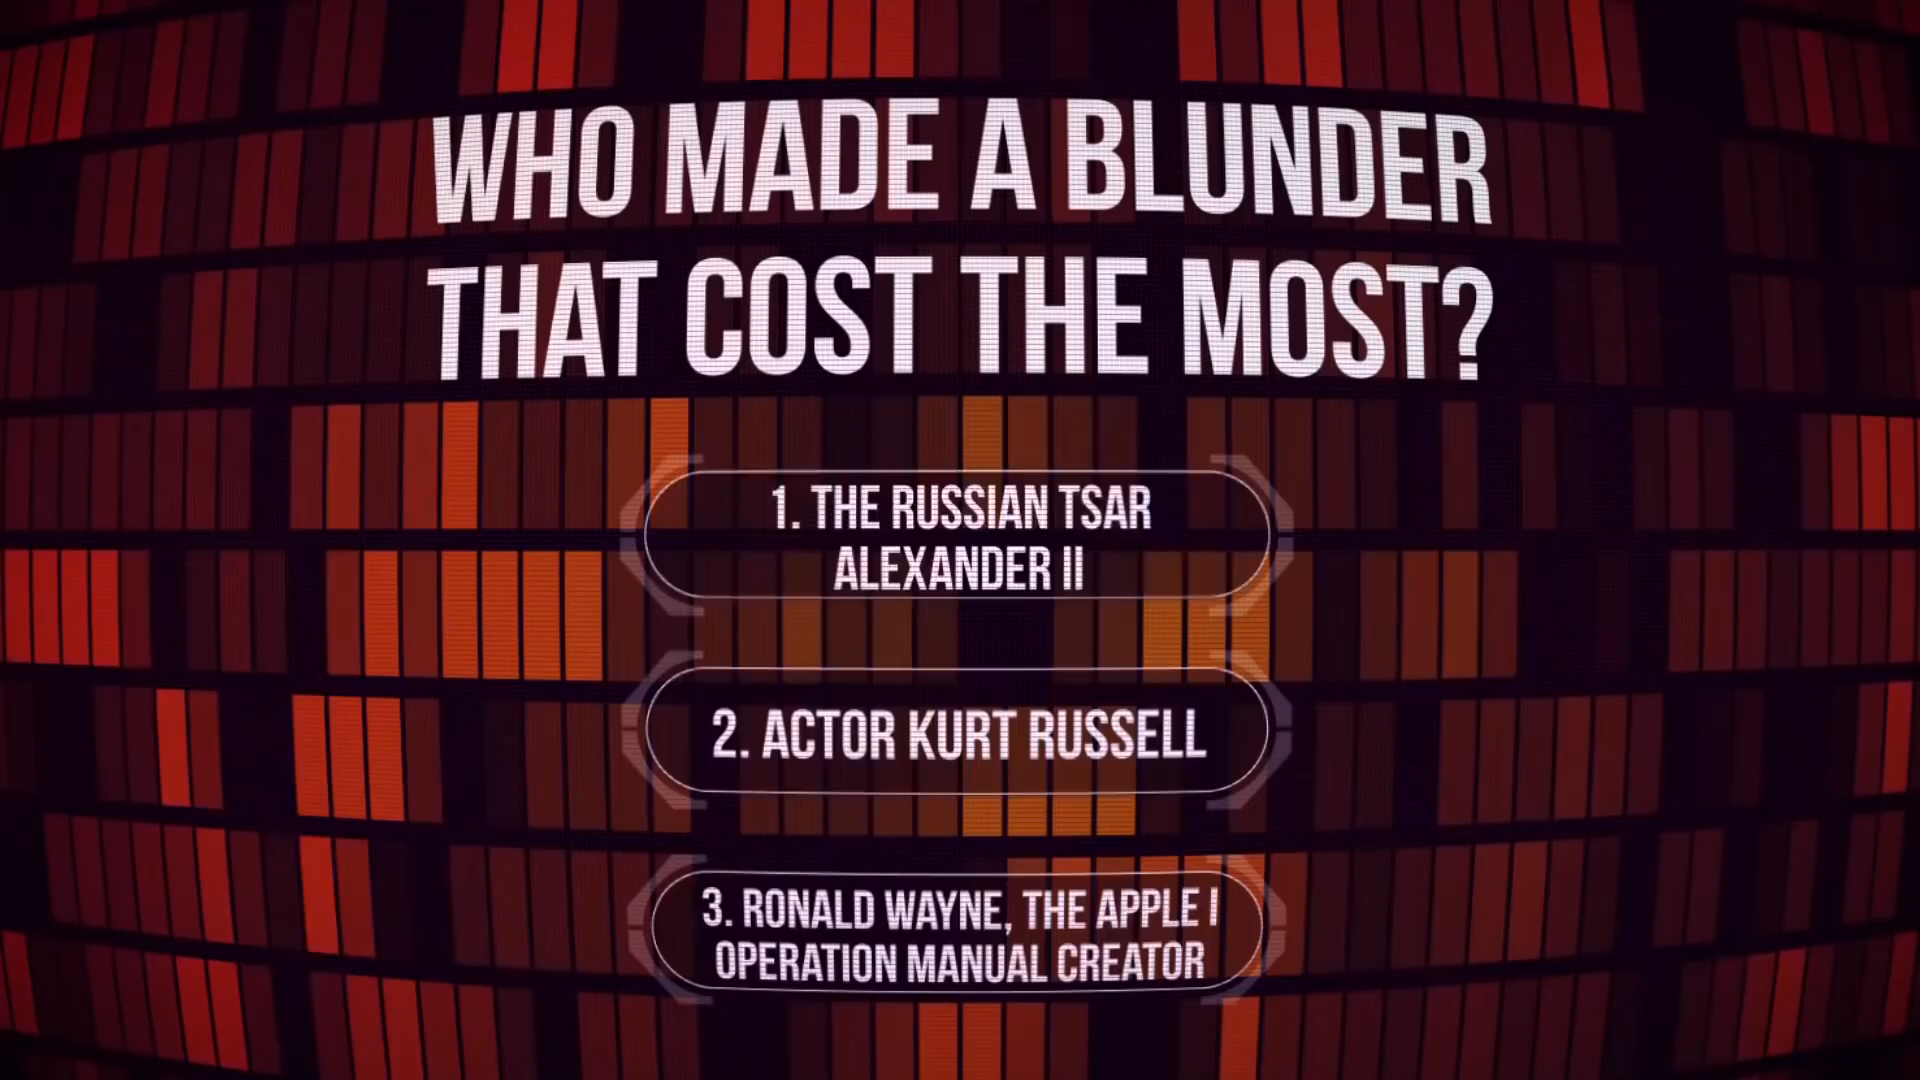 WHO MADE A BLUNDER
THAT COST THE MOST?
1. THE RUSSIAN TSAR
ALEXANDER II
2. ACTOR KURT RUSSELL
3. RONALD WAYNE, THE APPLE I
OPERATION MANUAL CREATOR